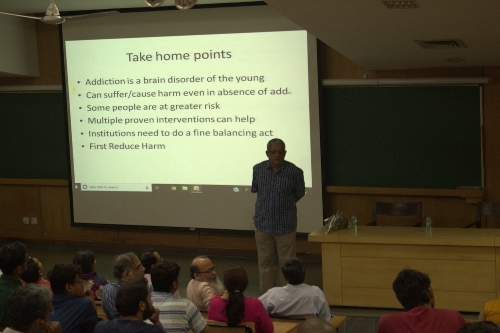 Take home points
• Addiction is a brain disorder of the young
• Can suffer/cause harm even in absence of addn
• Some people are at greater risk
• Multiple proven interventions can help
• Institutions need to do a fine balancing act
• First Reduce Harm